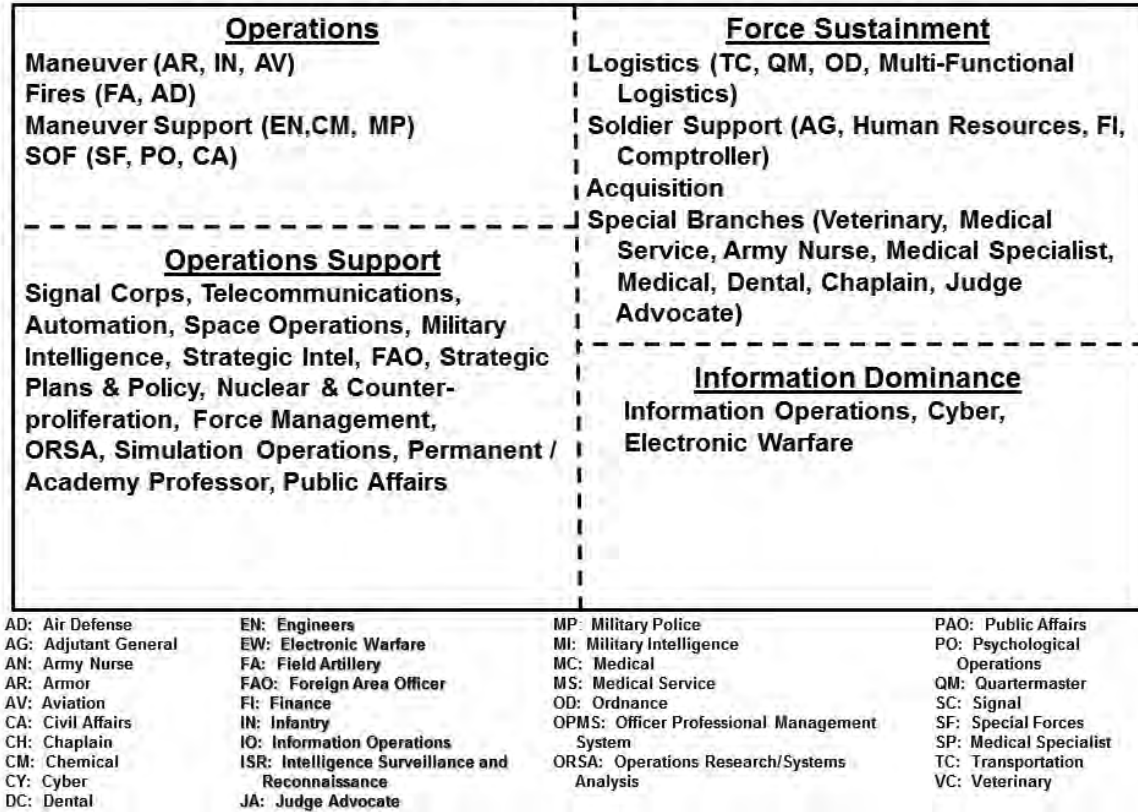 Operations
Maneuver (AR, IN, AV)
Fires (FA, AD)
Maneuver Support (EN,CM, MP)
SOF (SF, PO, CA)
Operations Support
Signal Corps, Telecommunications,
Automation, Space Operations, Military
Intelligence, Strategic Intel, FAO, Strategic
Plans & Policy, Nuclear & Counter-
proliferation, Force Management,
ORSA, Simulation Operations, Permanent /
Academy Professor, Public Affairs
Force Sustainment
Logistics (TC, QM, OD, Multi-Functional
Logistics)
Soldier Support (AG, Human Resources, FI,
Comptroller)
Acquisition
Special Branches (Veterinary, Medical
Service, Army Nurse, Medical Specialist,
Medical, Dental, Chaplain, Judge
Advocate)
Information Dominance
Information Operations, Cyber,
Electronic Warfare
AD: Air Defense
AG: Adjutant General
AN: Army Nurse
AR: Armor
AV: Aviation
CA: Civil Affairs
CH: Chaplain
CM: Chemical
CY: Cyber
DC: Dental
EN: Engineers
EW: Electronic Warfare
FA: Field Artillery
FAO: Foreign Area Officer
FI: Finance
IN: Infantry
IO: Information Operations
ISR: Intelligence Surveillance and
Reconnaissance
JA: Judge Advocate
MP: Military Police
MI: Military Intelligence
MC: Medical
MS: Medical Service
OD: Ordnance
OPMS: Officer Professional Management
System
ORSA: Operations Research/Systems
Analysis
PAO: Public Affairs
PO: Psychological
Operations
QM: Quartermaster
SC: Signal
SF: Special Forces
SP: Medical Specialist
TC: Transportation
VC: Veterinary